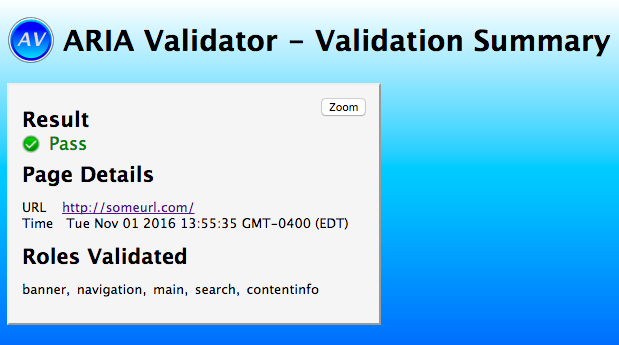 AV ARIA Validator – Validation Summary
Zoom
Result
Pass
Page Details
URL http://someurl.com/
Time Tue Nov 01 2016 13:55:35 GMT-0400 (EDT)
Roles Validated
banner, navigation, main, search, contentinfo